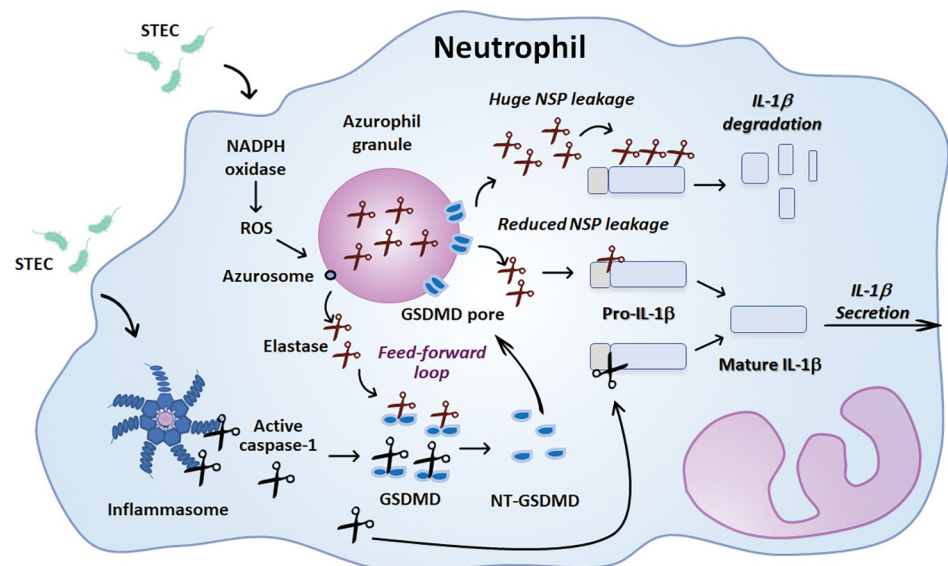 STEC
Neutrophil
Huge NSP leakage
IL-1β
degradation
Azurophil
granule
NADPH
oxidase
ROS
Reduced NSP leakage
STEC
Azurosome
GSDMD pore
Pro-IL-1β
IL-1β
Secretion
Elastase
Feed-forward
loop
Mature IL-1β
Active
caspase-1
GSDMD
NT-GSDMD
Inflammasome